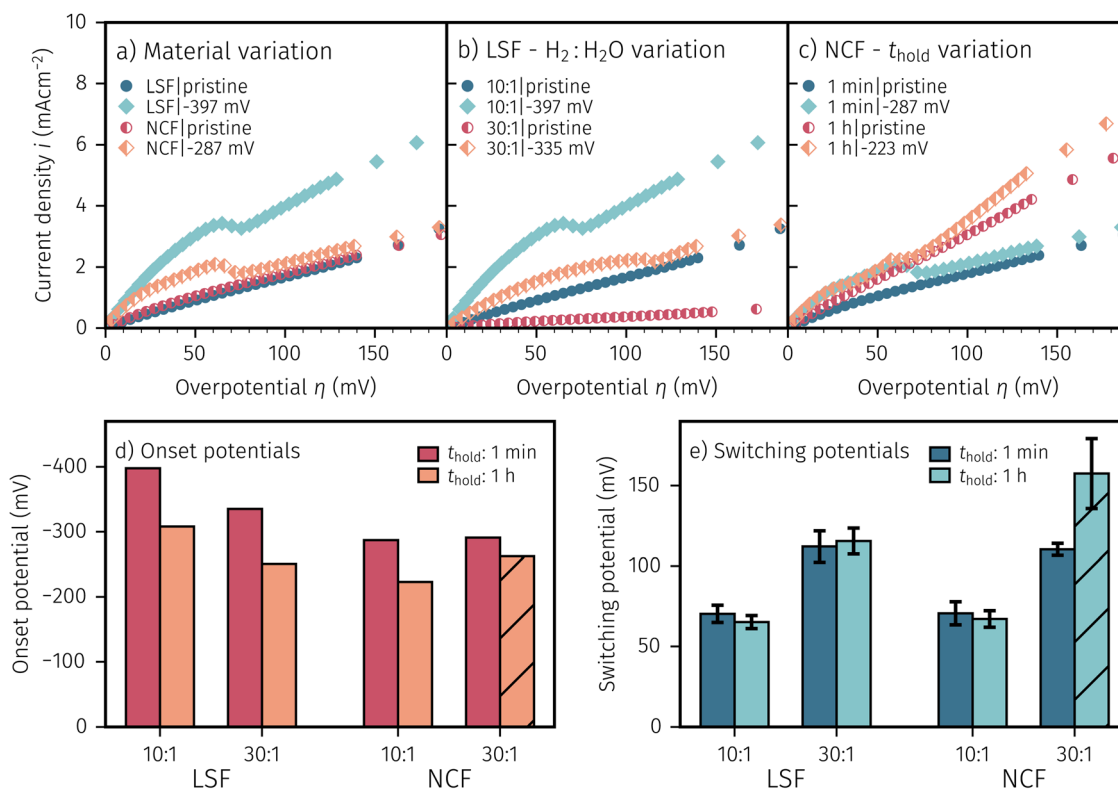 a) Material variation
LSF|pristine
LSF|-397 mV
NCF|pristine
NCF|-287 mV
b) LSF - H₂:H₂O variation
10:1|pristine
10:1|-397 mV
30:1|pristine
30:1|-335 mV
c) NCF - t_hold variation
1 min|pristine
1 min|-287 mV
1 h|pristine
1 h|-223 mV
Current density i (mAcm⁻²)
10
8
6
4
2
0
0 50 100 150
0 50 100 150
0 50 100 150
Overpotential η (mV)
Overpotential η (mV)
Overpotential η (mV)
d) Onset potentials
t_hold: 1 min
t_hold: 1 h
Onset potential (mV)
−400
−300
−200
−100
0
10:1 30:1 10:1 30:1
LSF NCF
e) Switching potentials
t_hold: 1 min
t_hold: 1 h
Switching potential (mV)
150
100
50
0
10:1 30:1 10:1 30:1
LSF NCF